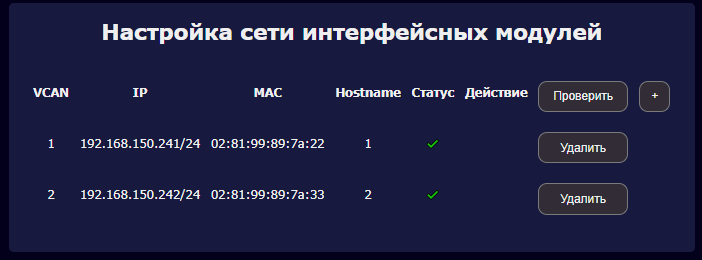 Настройка сети интерфейсных модулей
VCAN IP MAC Hostname Статус Действие Проверить +
1 192.168.150.241/24 02:81:99:89:7a:22 1 Удалить
2 192.168.150.242/24 02:81:99:89:7a:33 2 Удалить